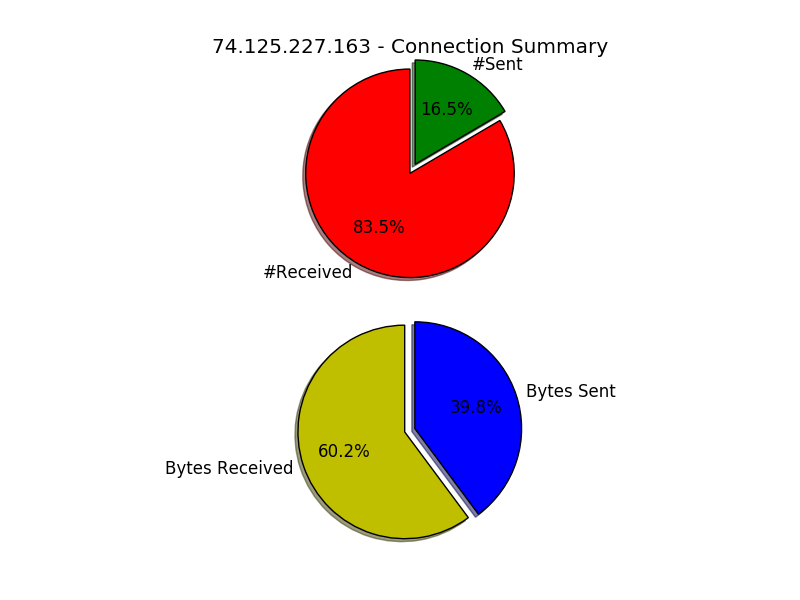 74.125.227.163 - Connection Summary
#Sent
16.5%
83.5%
#Received
Bytes Sent
39.8%
60.2%
Bytes Received